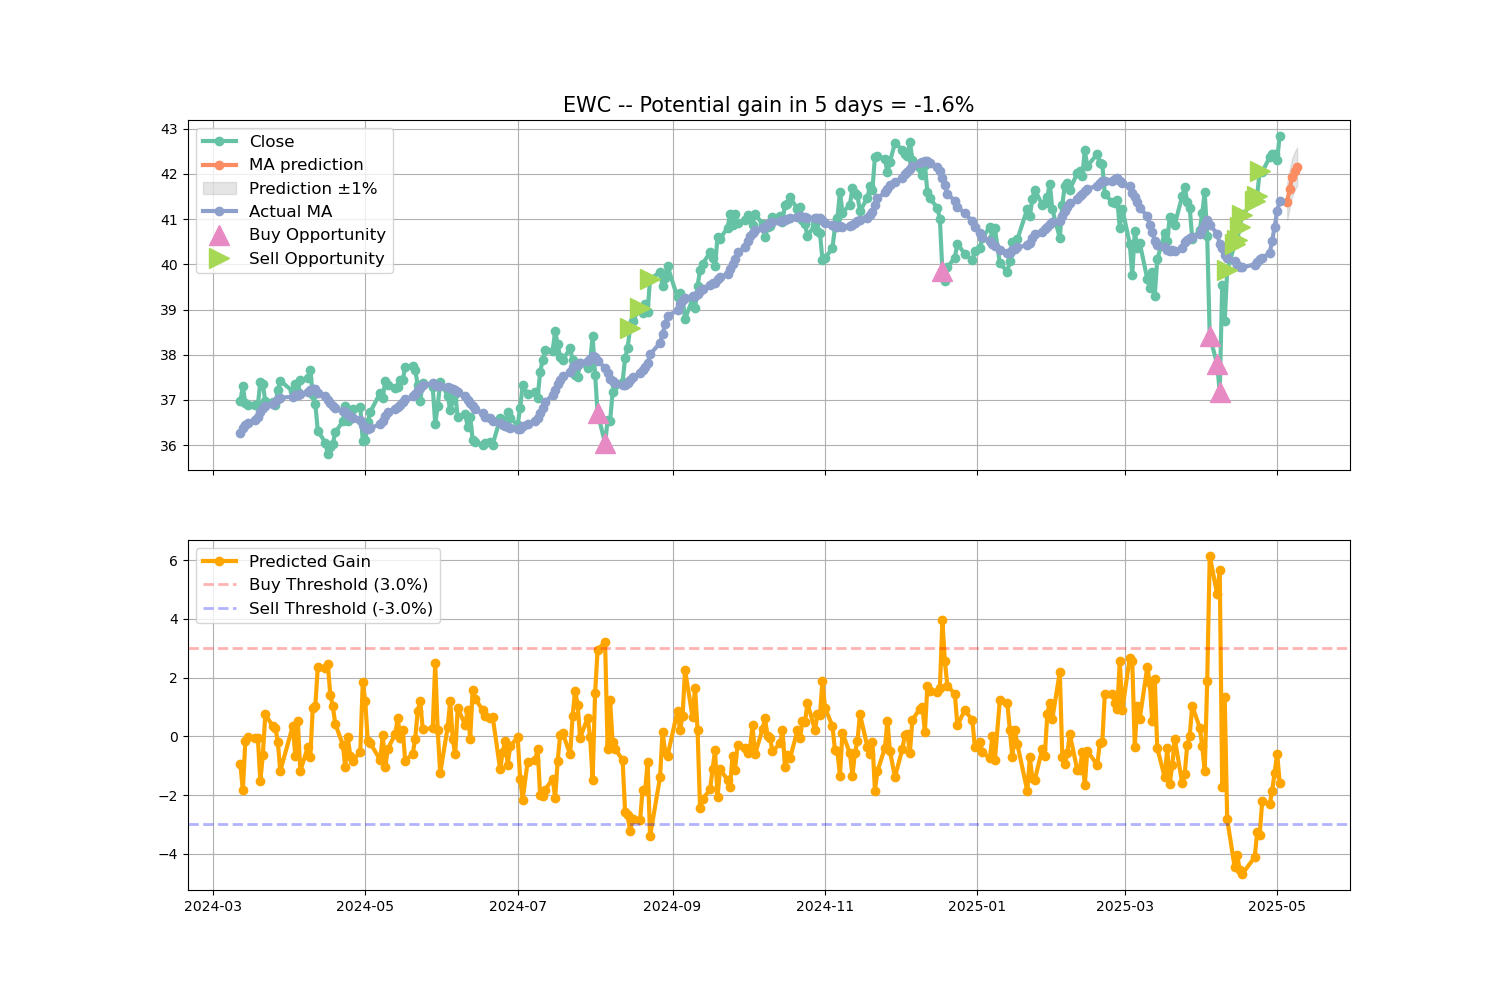 EWC -- Potential gain in 5 days = -1.6%
43
42
41
40
39
38
37
36
Close
MA prediction
Prediction ±1%
Actual MA
Buy Opportunity
Sell Opportunity
6
4
2
0
−2
−4
Predicted Gain
Buy Threshold (3.0%)
Sell Threshold (-3.0%)
2024-03
2024-05
2024-07
2024-09
2024-11
2025-01
2025-03
2025-05